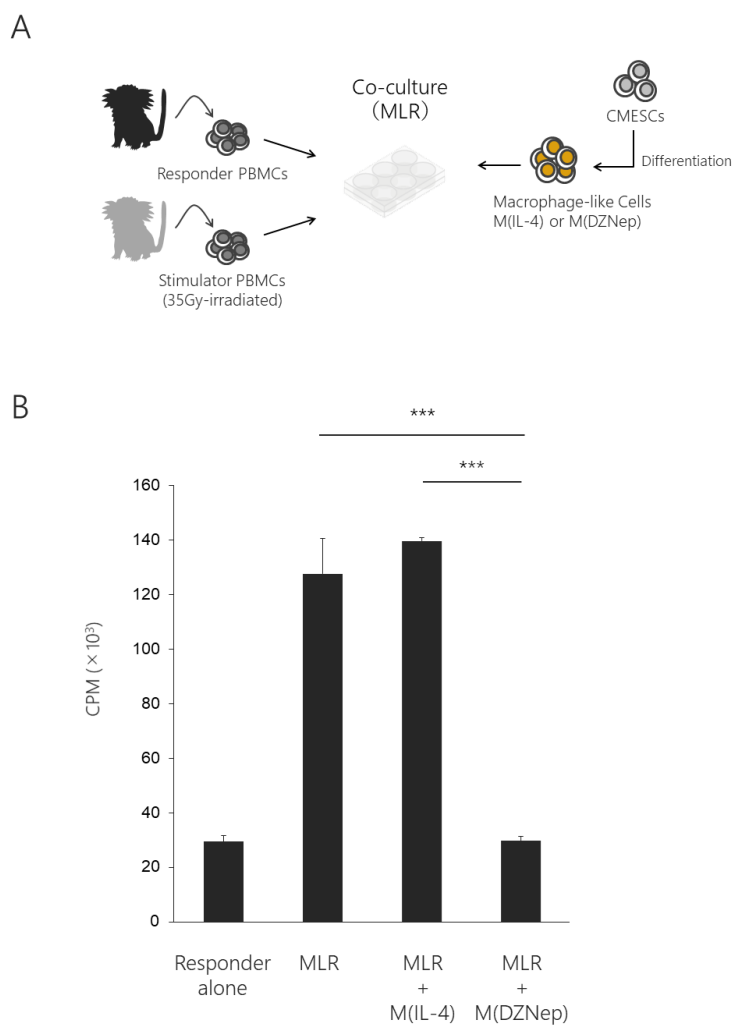 A
Co-culture
(MLR)
CMESCs
Responder PBMCs
Differentiation
Macrophage-like Cells
M(IL-4) or M(DZNep)
Stimulator PBMCs
(35Gy-irradiated)
B
***
***
160
140
120
100
80
60
40
20
0
CPM (×10³)
Responder
alone
MLR
MLR
+
M(IL-4)
MLR
+
M(DZNep)